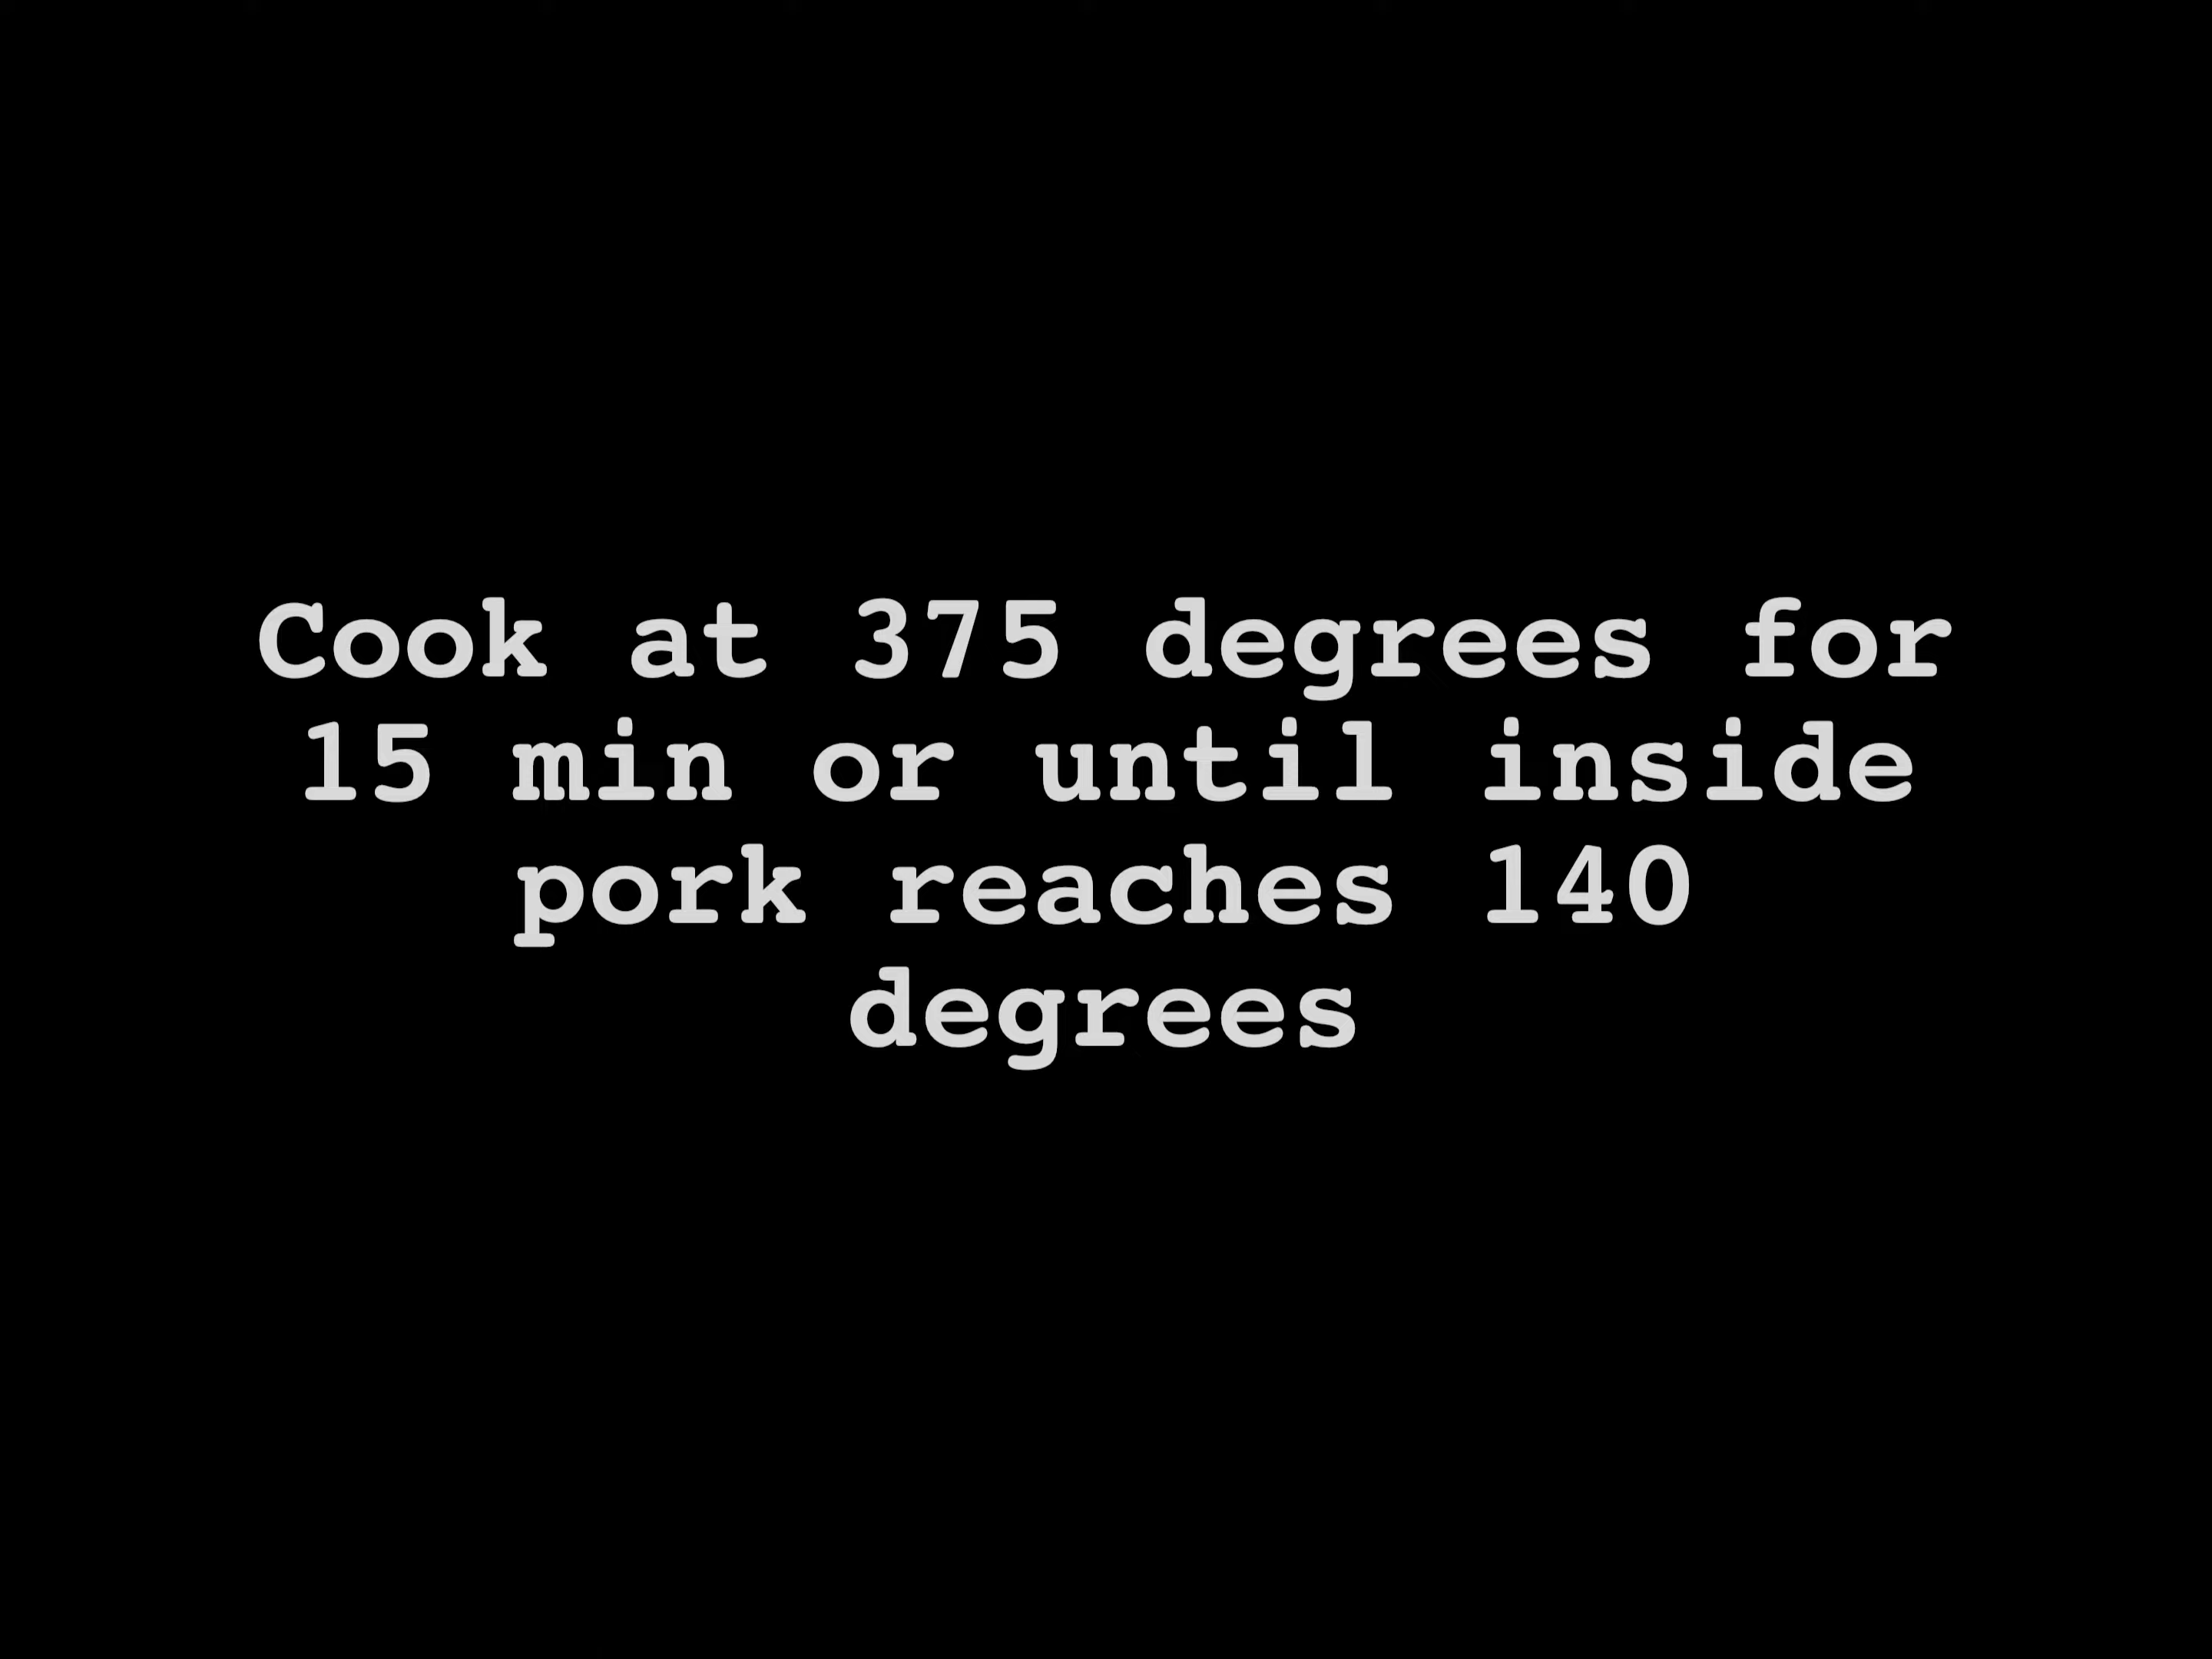 Cook at 375 degrees for
15 min or until inside
pork reaches 140
degrees